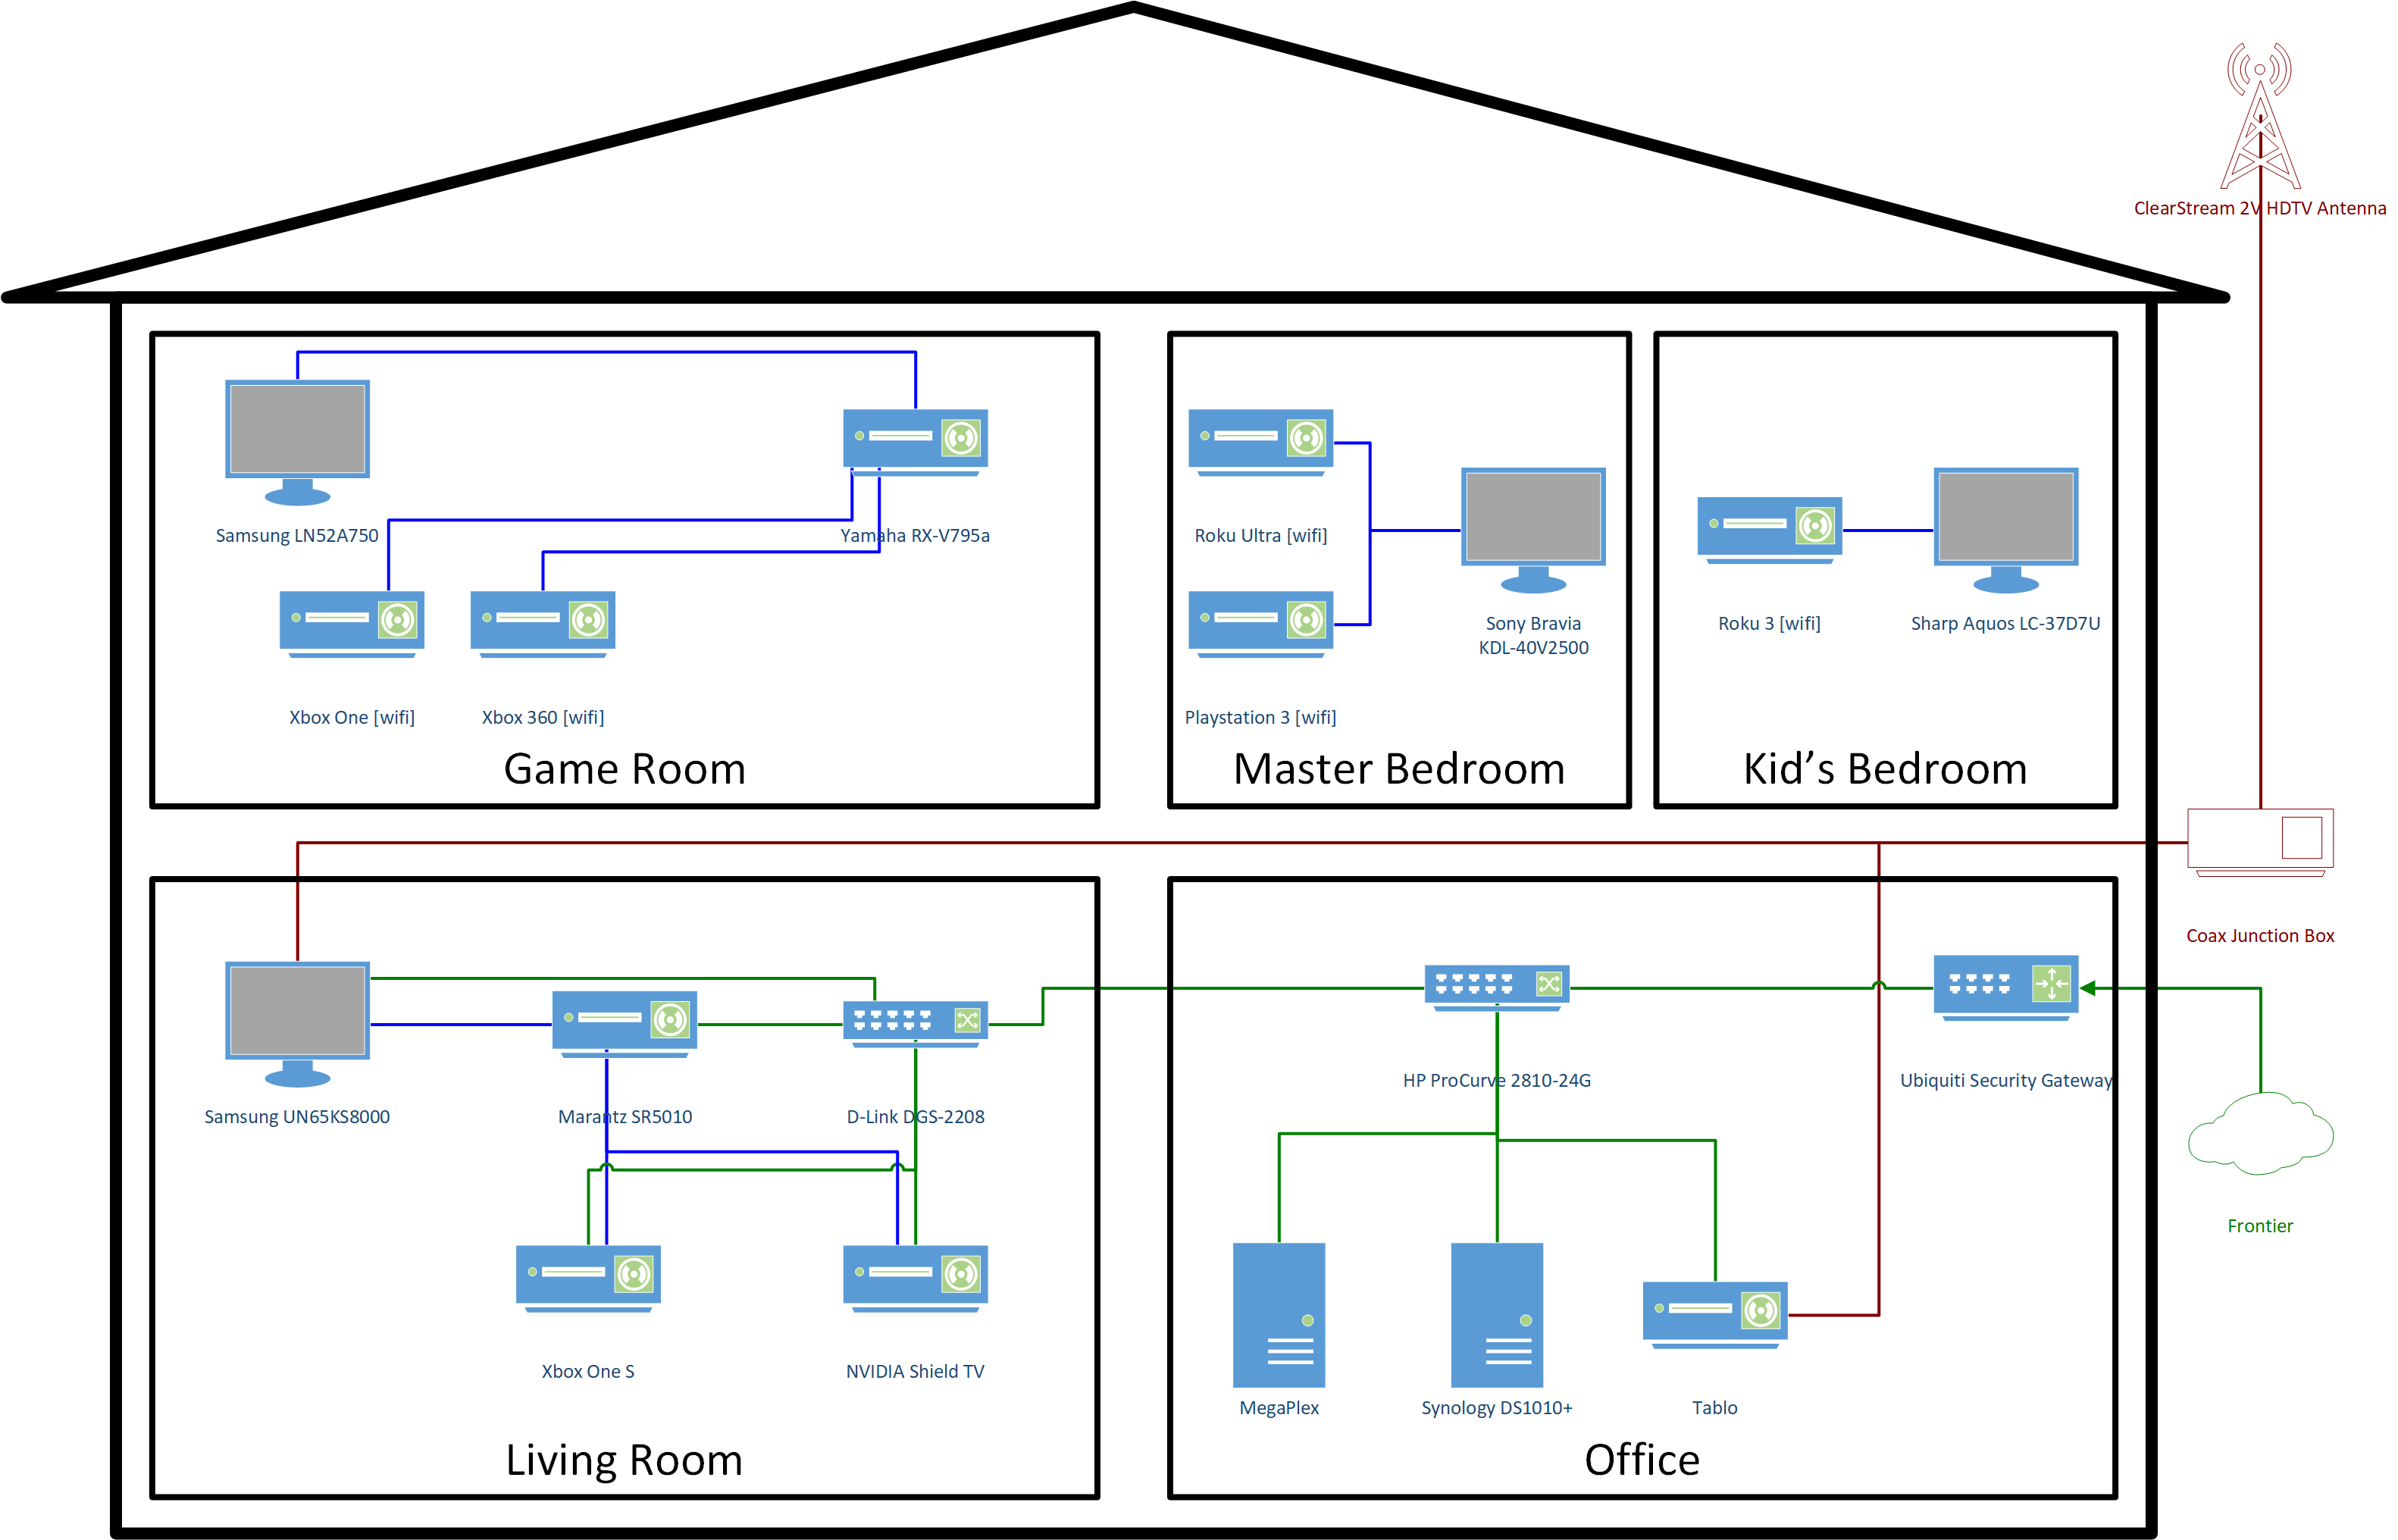 ClearStream 2V HDTV Antenna
Samsung LN52A750
Yamaha RX-V795a
Xbox One [wifi]
Xbox 360 [wifi]
Game Room
Roku Ultra [wifi]
Playstation 3 [wifi]
Sony Bravia
KDL-40V2500
Master Bedroom
Roku 3 [wifi]
Sharp Aquos LC-37D7U
Kid’s Bedroom
Coax Junction Box
Samsung UN65KS8000
Marantz SR5010
D-Link DGS-2208
Xbox One S
NVIDIA Shield TV
Living Room
HP ProCurve 2810-24G
Ubiquiti Security Gateway
MegaPlex
Synology DS1010+
Tablo
Office
Frontier